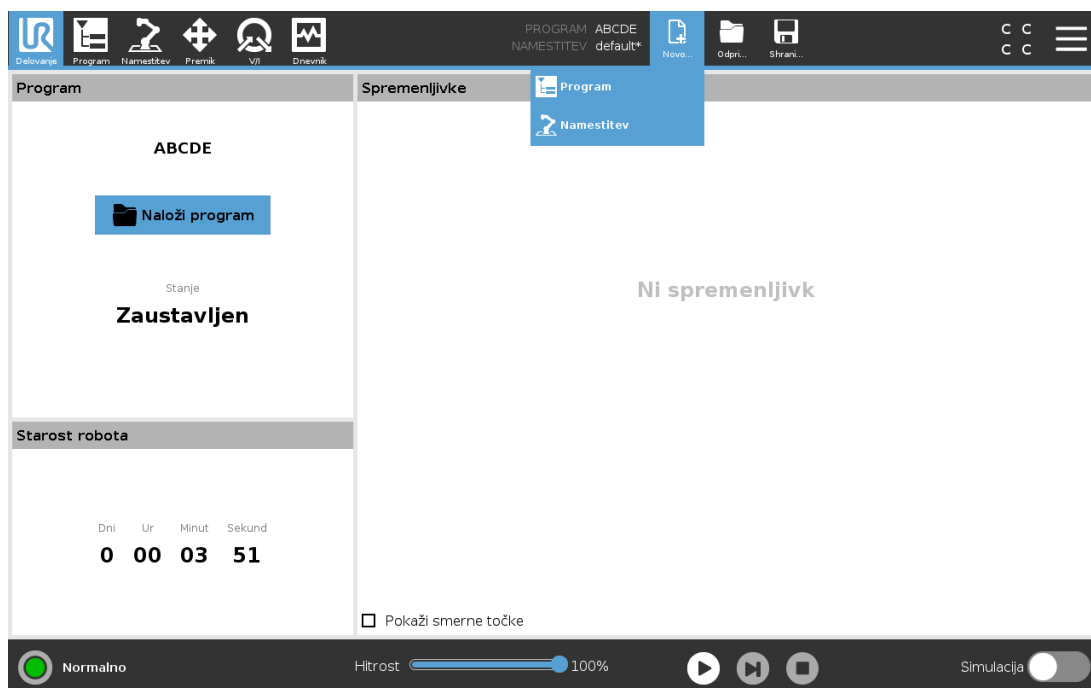 PROGRAM ABCDE
NAMESTITEV default*
C C
C C
Delovanje Program Namestitev Premik V/I Dnevnik Novo... Odpri... Shrani...
Program
Spremenljivke
Program
Namestitev
ABCDE
Naloži program
Stanje
Zaustavljen
Ni spremenljivk
Starost robota
Dni Ur Minut Sekund
0 00 03 51
Pokaži smerne točke
Normalno
Hitrost 100%
Simulacija